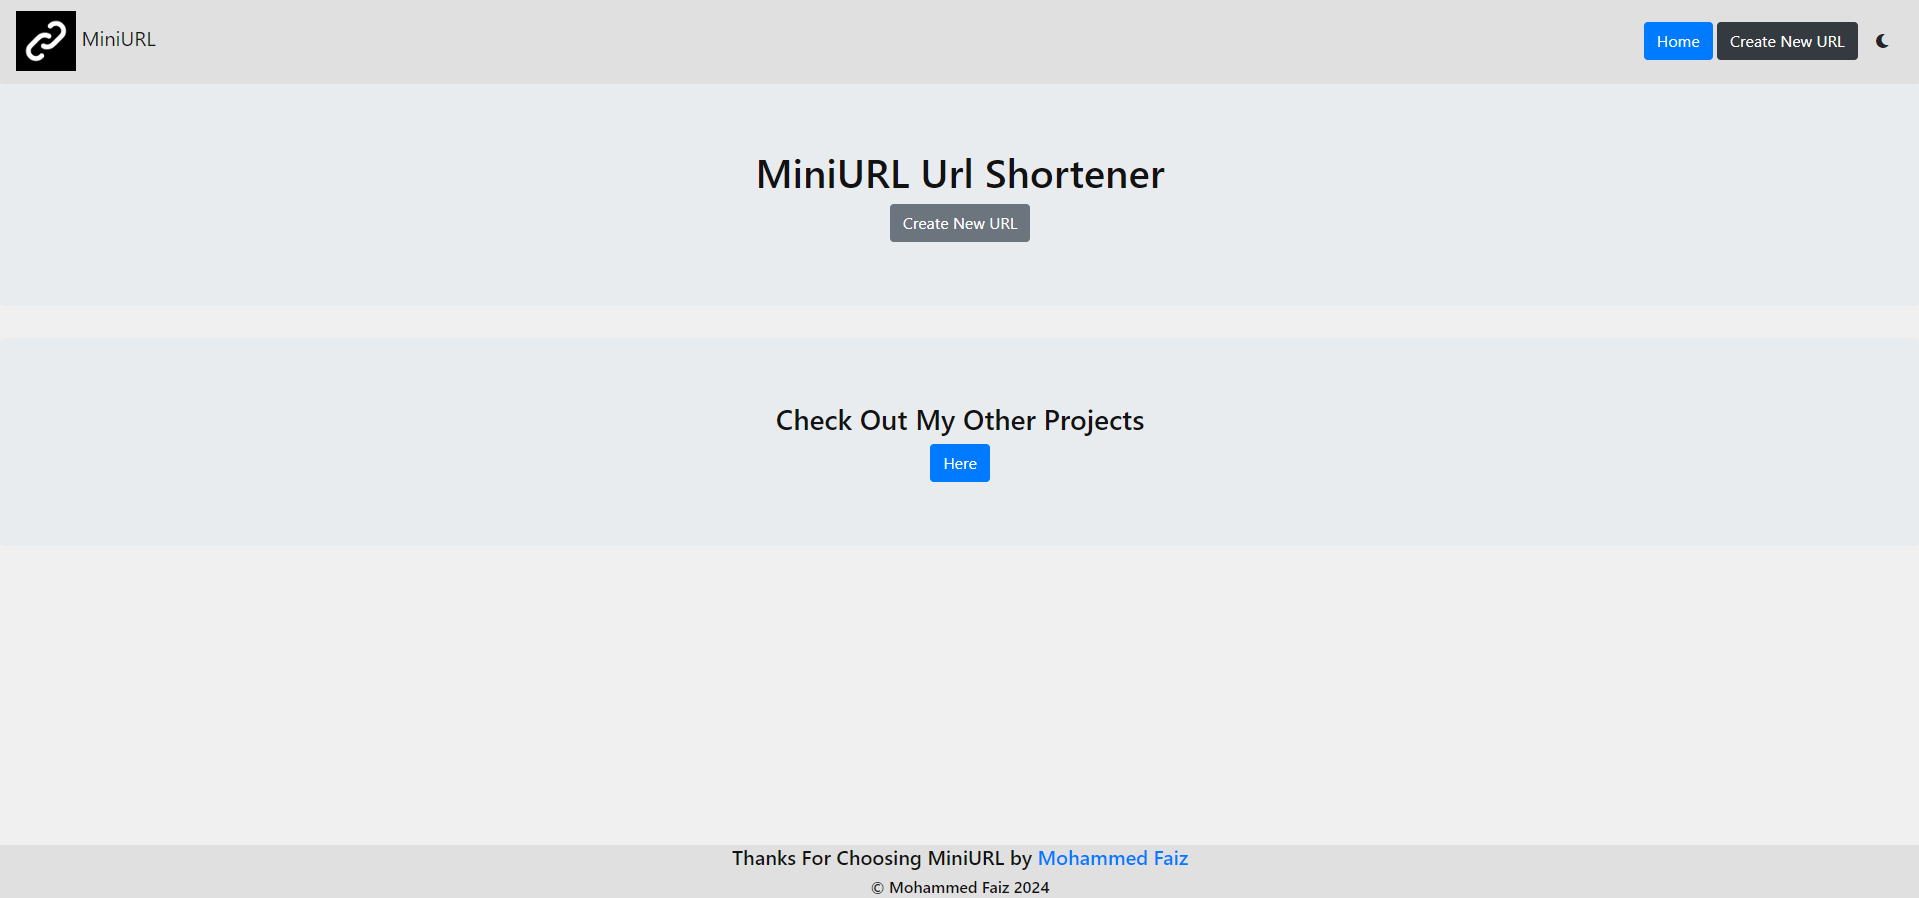 MiniURL
Home
Create New URL
MiniURL Url Shortener
Create New URL
Check Out My Other Projects
Here
Thanks For Choosing MiniURL by Mohammed Faiz
© Mohammed Faiz 2024